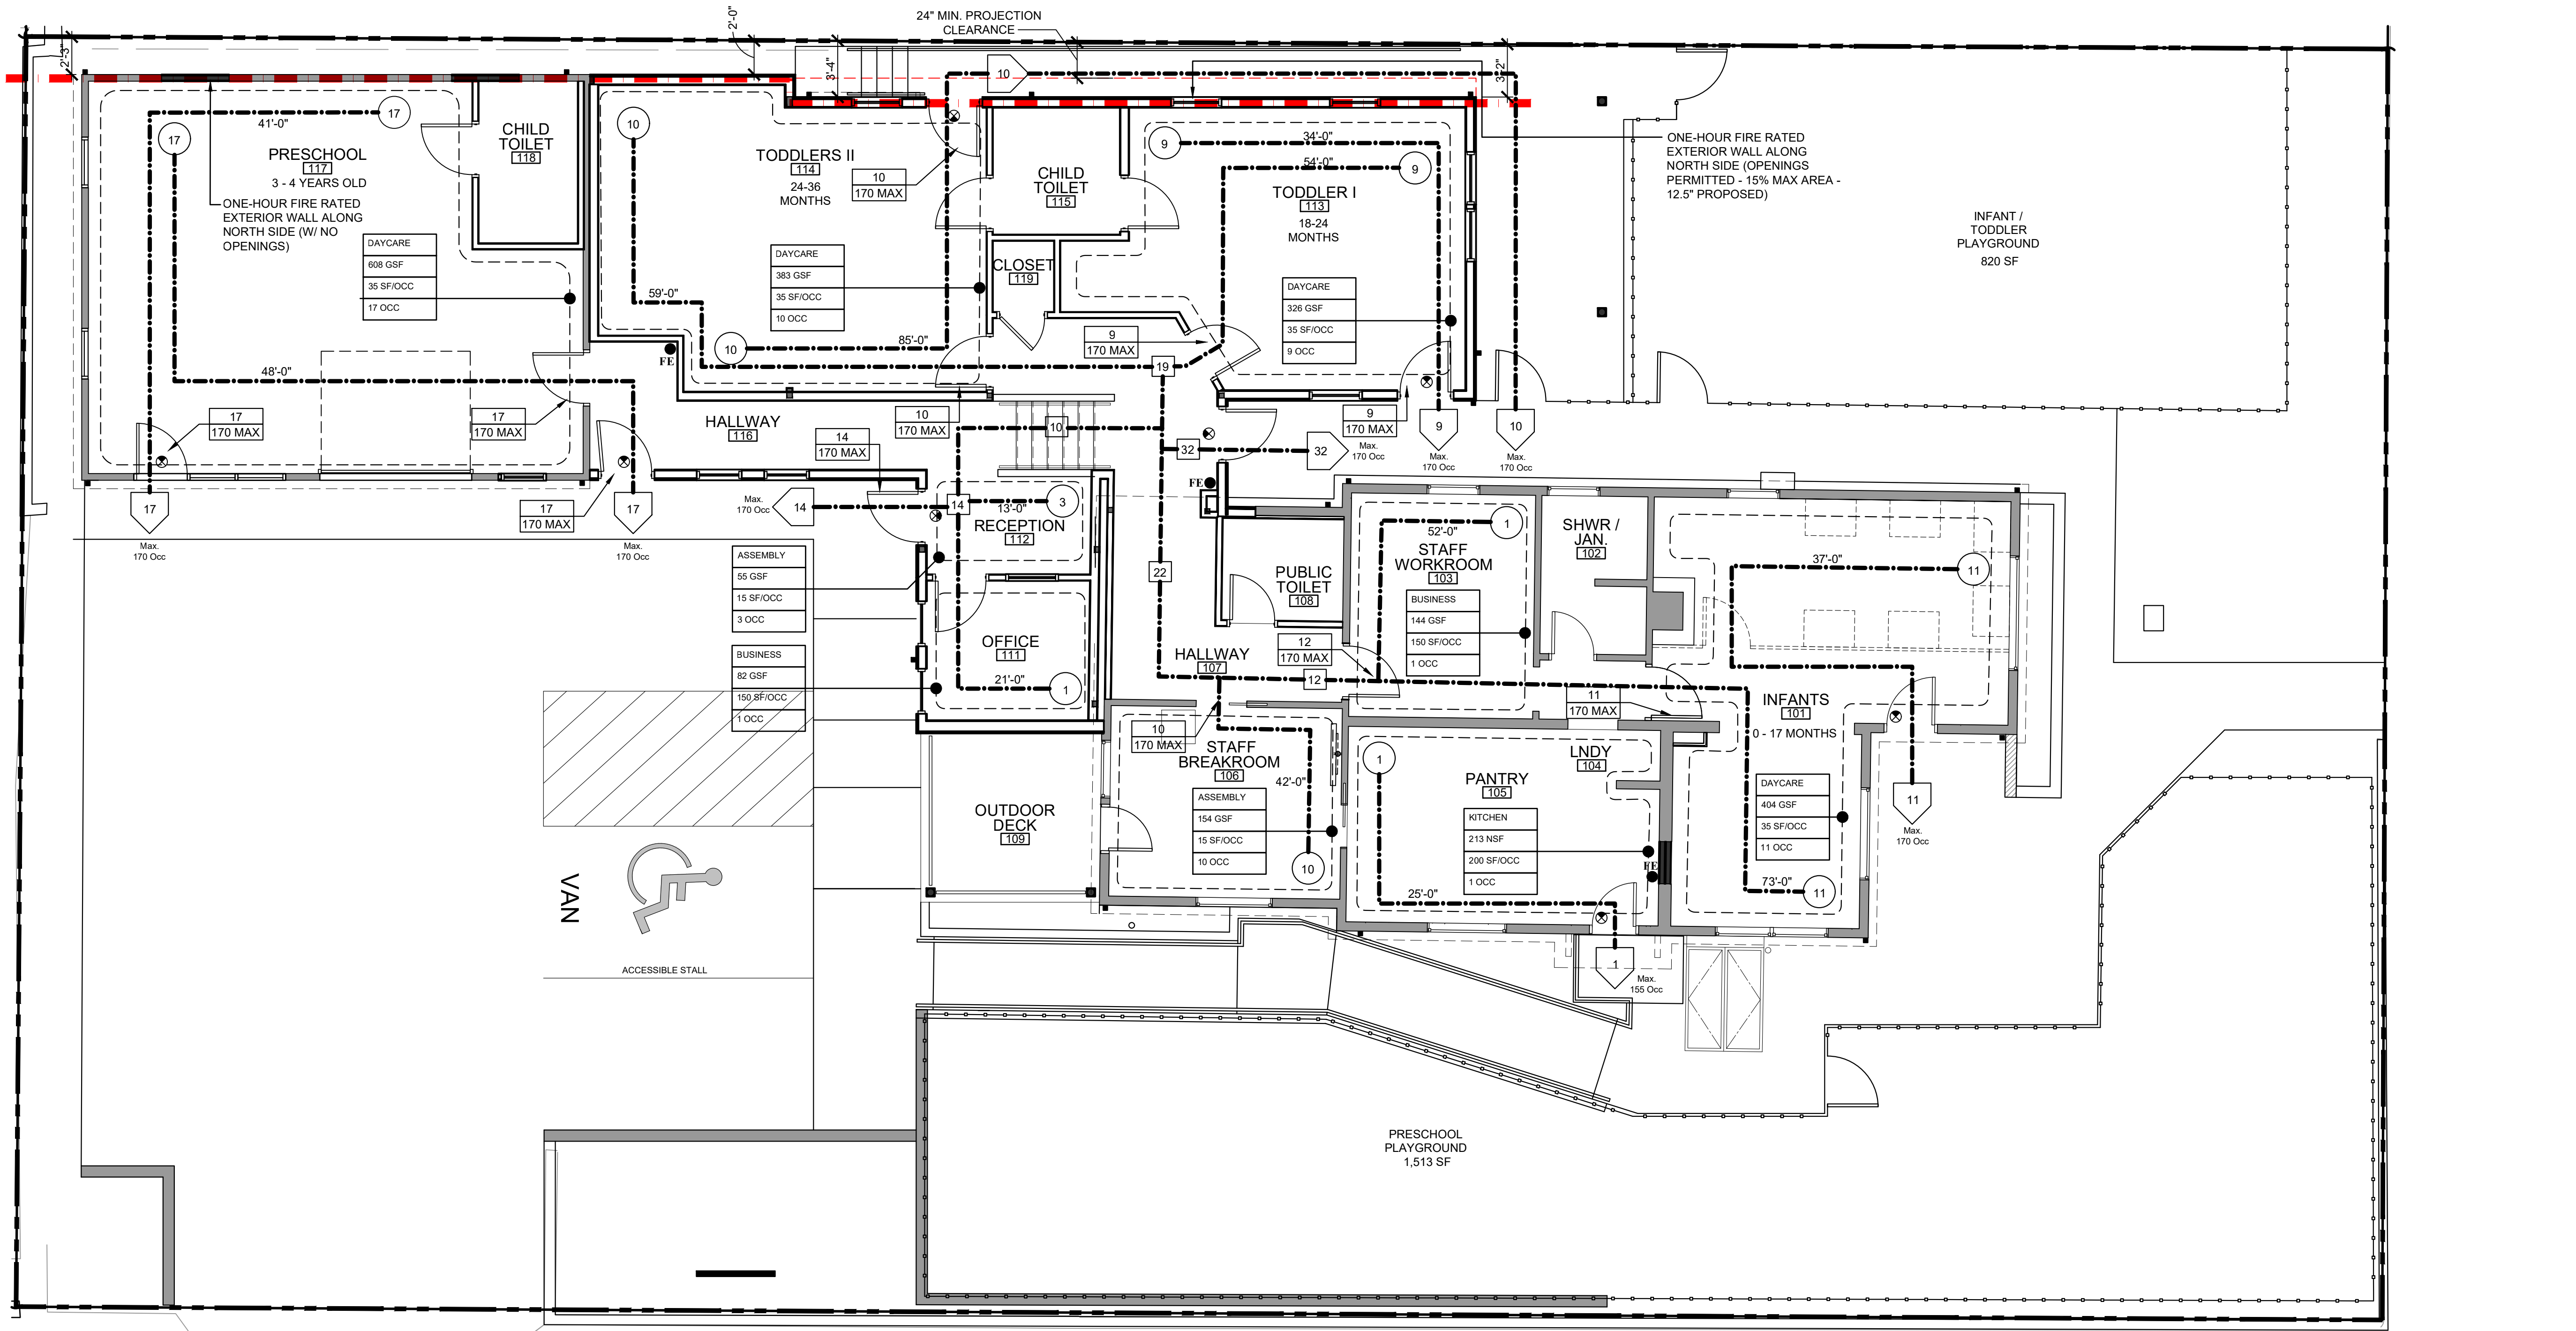 24" MIN. PROJECTION
CLEARANCE
2'-3"
2'-0"
3'-4"
3'-2"
10
17
41'-0"
17
PRESCHOOL
117
3 - 4 YEARS OLD
CHILD
TOILET
118
ONE-HOUR FIRE RATED
EXTERIOR WALL ALONG
NORTH SIDE (W/ NO
OPENINGS)
DAYCARE
608 GSF
35 SF/OCC
17 OCC
48'-0"
17
170 MAX
17
170 MAX
17
170 MAX
17
Max.
170 Occ
17
Max.
170 Occ
10
TODDLERS II
114
24-36
MONTHS
10
170 MAX
DAYCARE
383 GSF
35 SF/OCC
10 OCC
59'-0"
10
85'-0"
FE
CHILD
TOILET
115
CLOSET
119
9
34'-0"
54'-0"
9
TODDLER I
113
18-24
MONTHS
DAYCARE
326 GSF
35 SF/OCC
9 OCC
9
170 MAX
19
ONE-HOUR FIRE RATED
EXTERIOR WALL ALONG
NORTH SIDE (OPENINGS
PERMITTED - 15% MAX AREA -
12.5" PROPOSED)
INFANT /
TODDLER
PLAYGROUND
820 SF
HALLWAY
116
14
170 MAX
10
170 MAX
10
32
32
Max.
170 Occ
9
170 MAX
9
Max.
170 Occ
10
Max.
170 Occ
FE
Max.
170 Occ
14
14
13'-0"
3
RECEPTION
112
ASSEMBLY
55 GSF
15 SF/OCC
3 OCC
BUSINESS
82 GSF
150 SF/OCC
1 OCC
OFFICE
111
21'-0"
1
22
PUBLIC
TOILET
108
HALLWAY
107
12
170 MAX
12
1
52'-0"
STAFF
WORKROOM
103
BUSINESS
144 GSF
150 SF/OCC
1 OCC
SHWR /
JAN.
102
37'-0"
11
11
170 MAX
INFANTS
101
0 - 17 MONTHS
DAYCARE
404 GSF
35 SF/OCC
11 OCC
73'-0"
11
11
Max.
170 Occ
10
170 MAX
STAFF
BREAKROOM
106
42'-0"
ASSEMBLY
154 GSF
15 SF/OCC
10 OCC
10
1
LNDY
104
PANTRY
105
KITCHEN
213 NSF
200 SF/OCC
1 OCC
FE
25'-0"
1
Max.
155 Occ
OUTDOOR
DECK
109
VAN
ACCESSIBLE STALL
PRESCHOOL
PLAYGROUND
1,513 SF